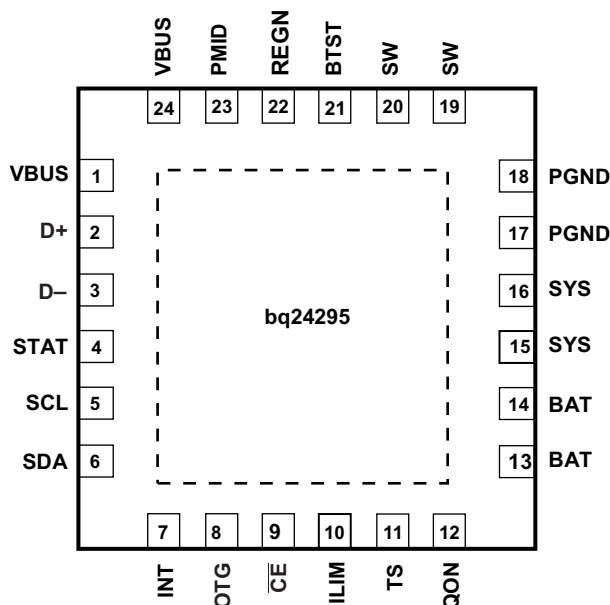 VBUS PMID REGN BTST SW SW
24 23 22 21 20 19
VBUS 1 18 PGND
D+ 2 17 PGND
D– 3 16 SYS
bq24295
STAT 4 15 SYS
SCL 5 14 BAT
SDA 6 13 BAT
7 8 9 10 11 12
INT OTG C̅E̅ ILIM TS QON